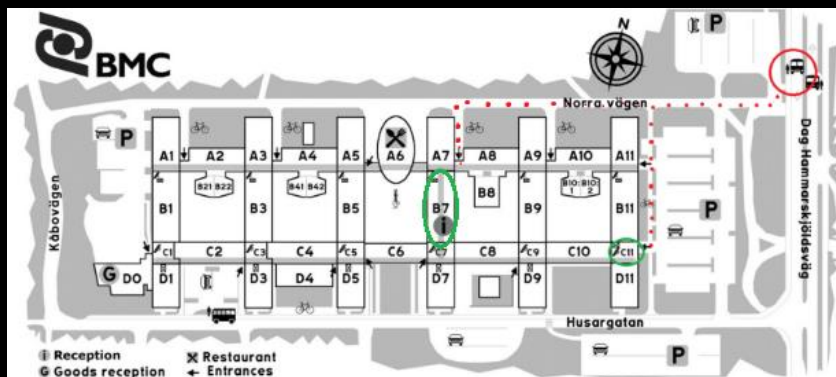 BMC
N
P
P
Norra vägen
Dag Hammarskjöldsväg
Kåbovägen
A1 A2 A3 A4 A5 A6 A7 A8 A9 A10 A11
B21 B22 B41 B42 B8 B10:1 B10:2
B1 B3 B5 B7 B9 B11
P
i
C1 C2 C3 C4 C5 C6 C7 C8 C9 C10 C11
G D0 D1 D3 D4 D5 D7 D9 D11
Husargatan
P
i Reception
Restaurant
G Goods reception
Entrances